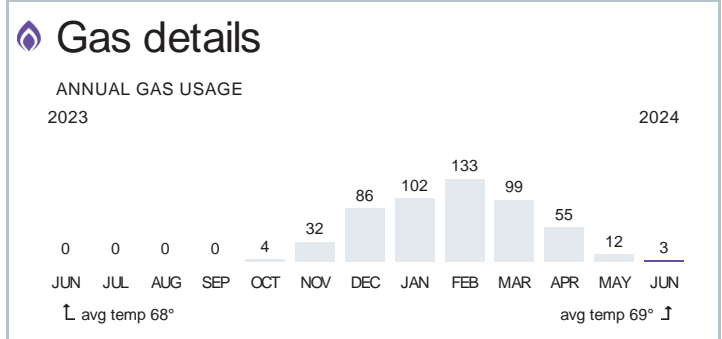 Gas details
ANNUAL GAS USAGE
2023 2024
0 0 0 0 4 32 86 102 133 99 55 12 3
JUN JUL AUG SEP OCT NOV DEC JAN FEB MAR APR MAY JUN
avg temp 68° avg temp 69°